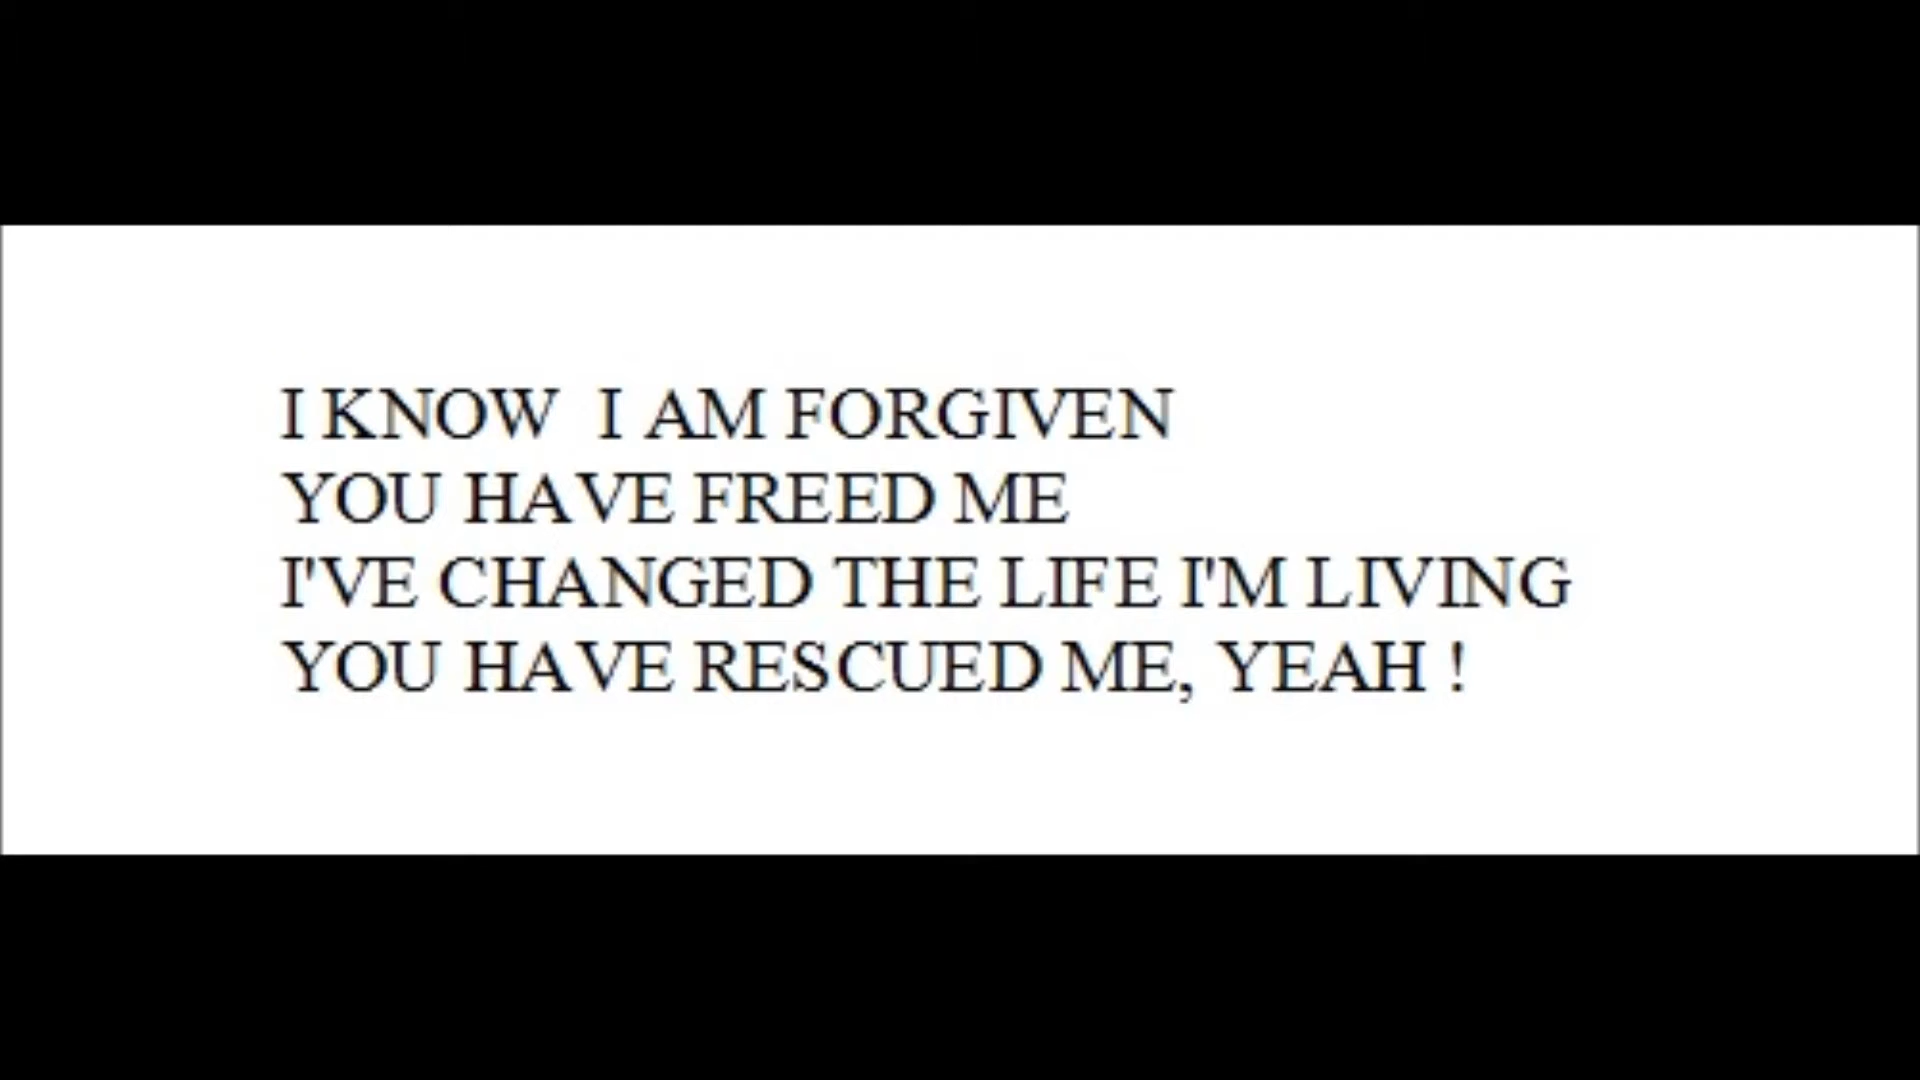 I KNOW  I AM FORGIVEN
YOU HAVE FREED ME
I'VE CHANGED THE LIFE I'M LIVING
YOU HAVE RESCUED ME, YEAH !